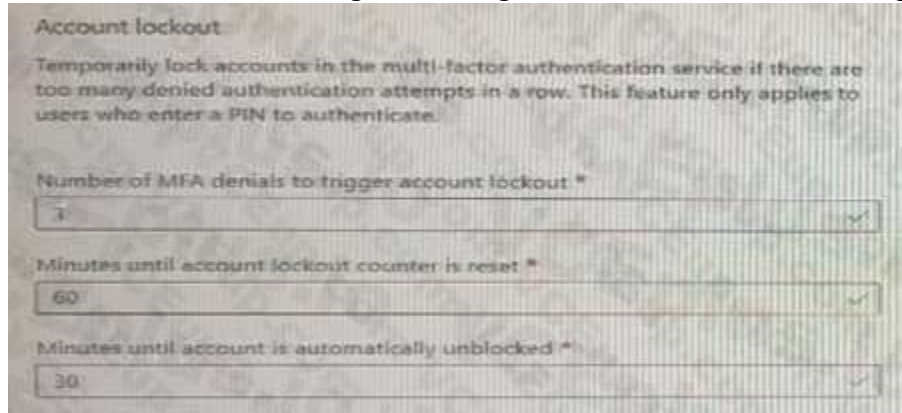 Account lockout
Temporarily lock accounts in the multi-factor authentication service if there are
too many denied authentication attempts in a row. This feature only applies to
users who enter a PIN to authenticate.
Number of MFA denials to trigger account lockout *
3
Minutes until account lockout counter is reset *
60
Minutes until account is automatically unblocked *
30